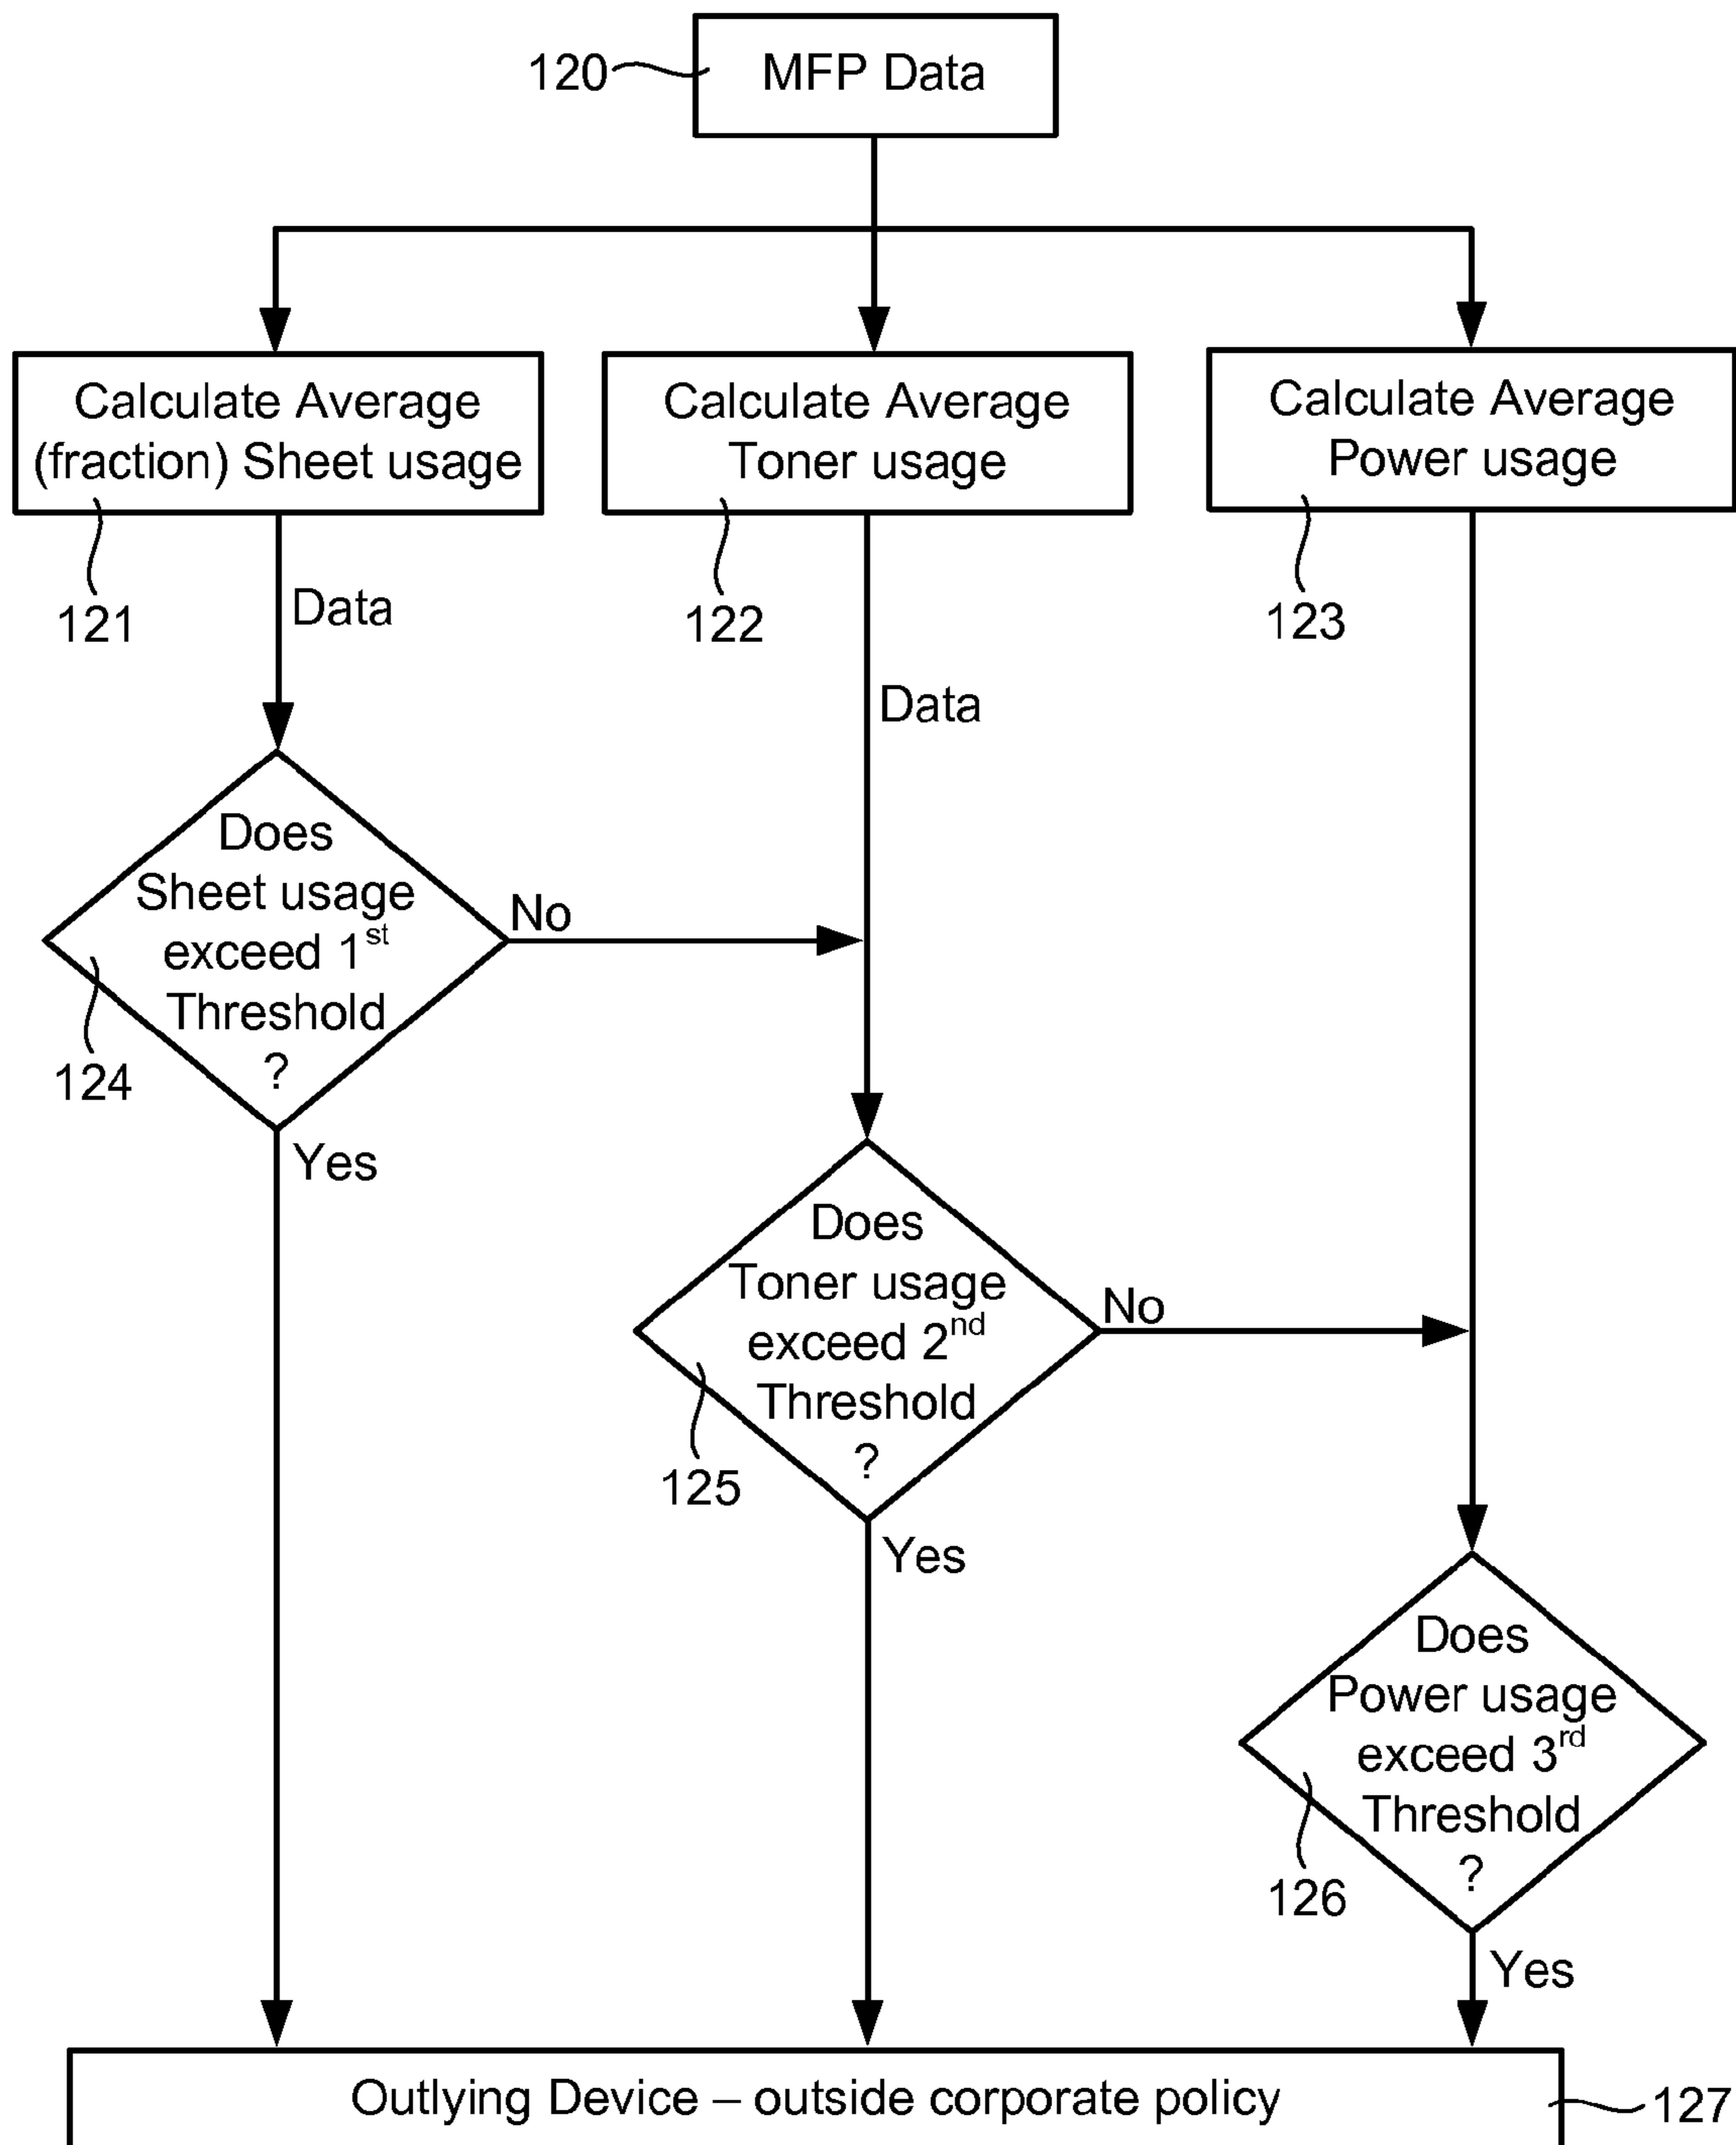 120
MFP Data
Calculate Average
(fraction) Sheet usage
Calculate Average
Toner usage
Calculate Average
Power usage
121
Data
122
123
Data
Does
Sheet usage
exceed 1st
Threshold
?
No
124
Yes
Does
Toner usage
exceed 2nd
Threshold
?
No
125
Yes
Does
Power usage
exceed 3rd
Threshold
?
126
Yes
Outlying Device – outside corporate policy
127